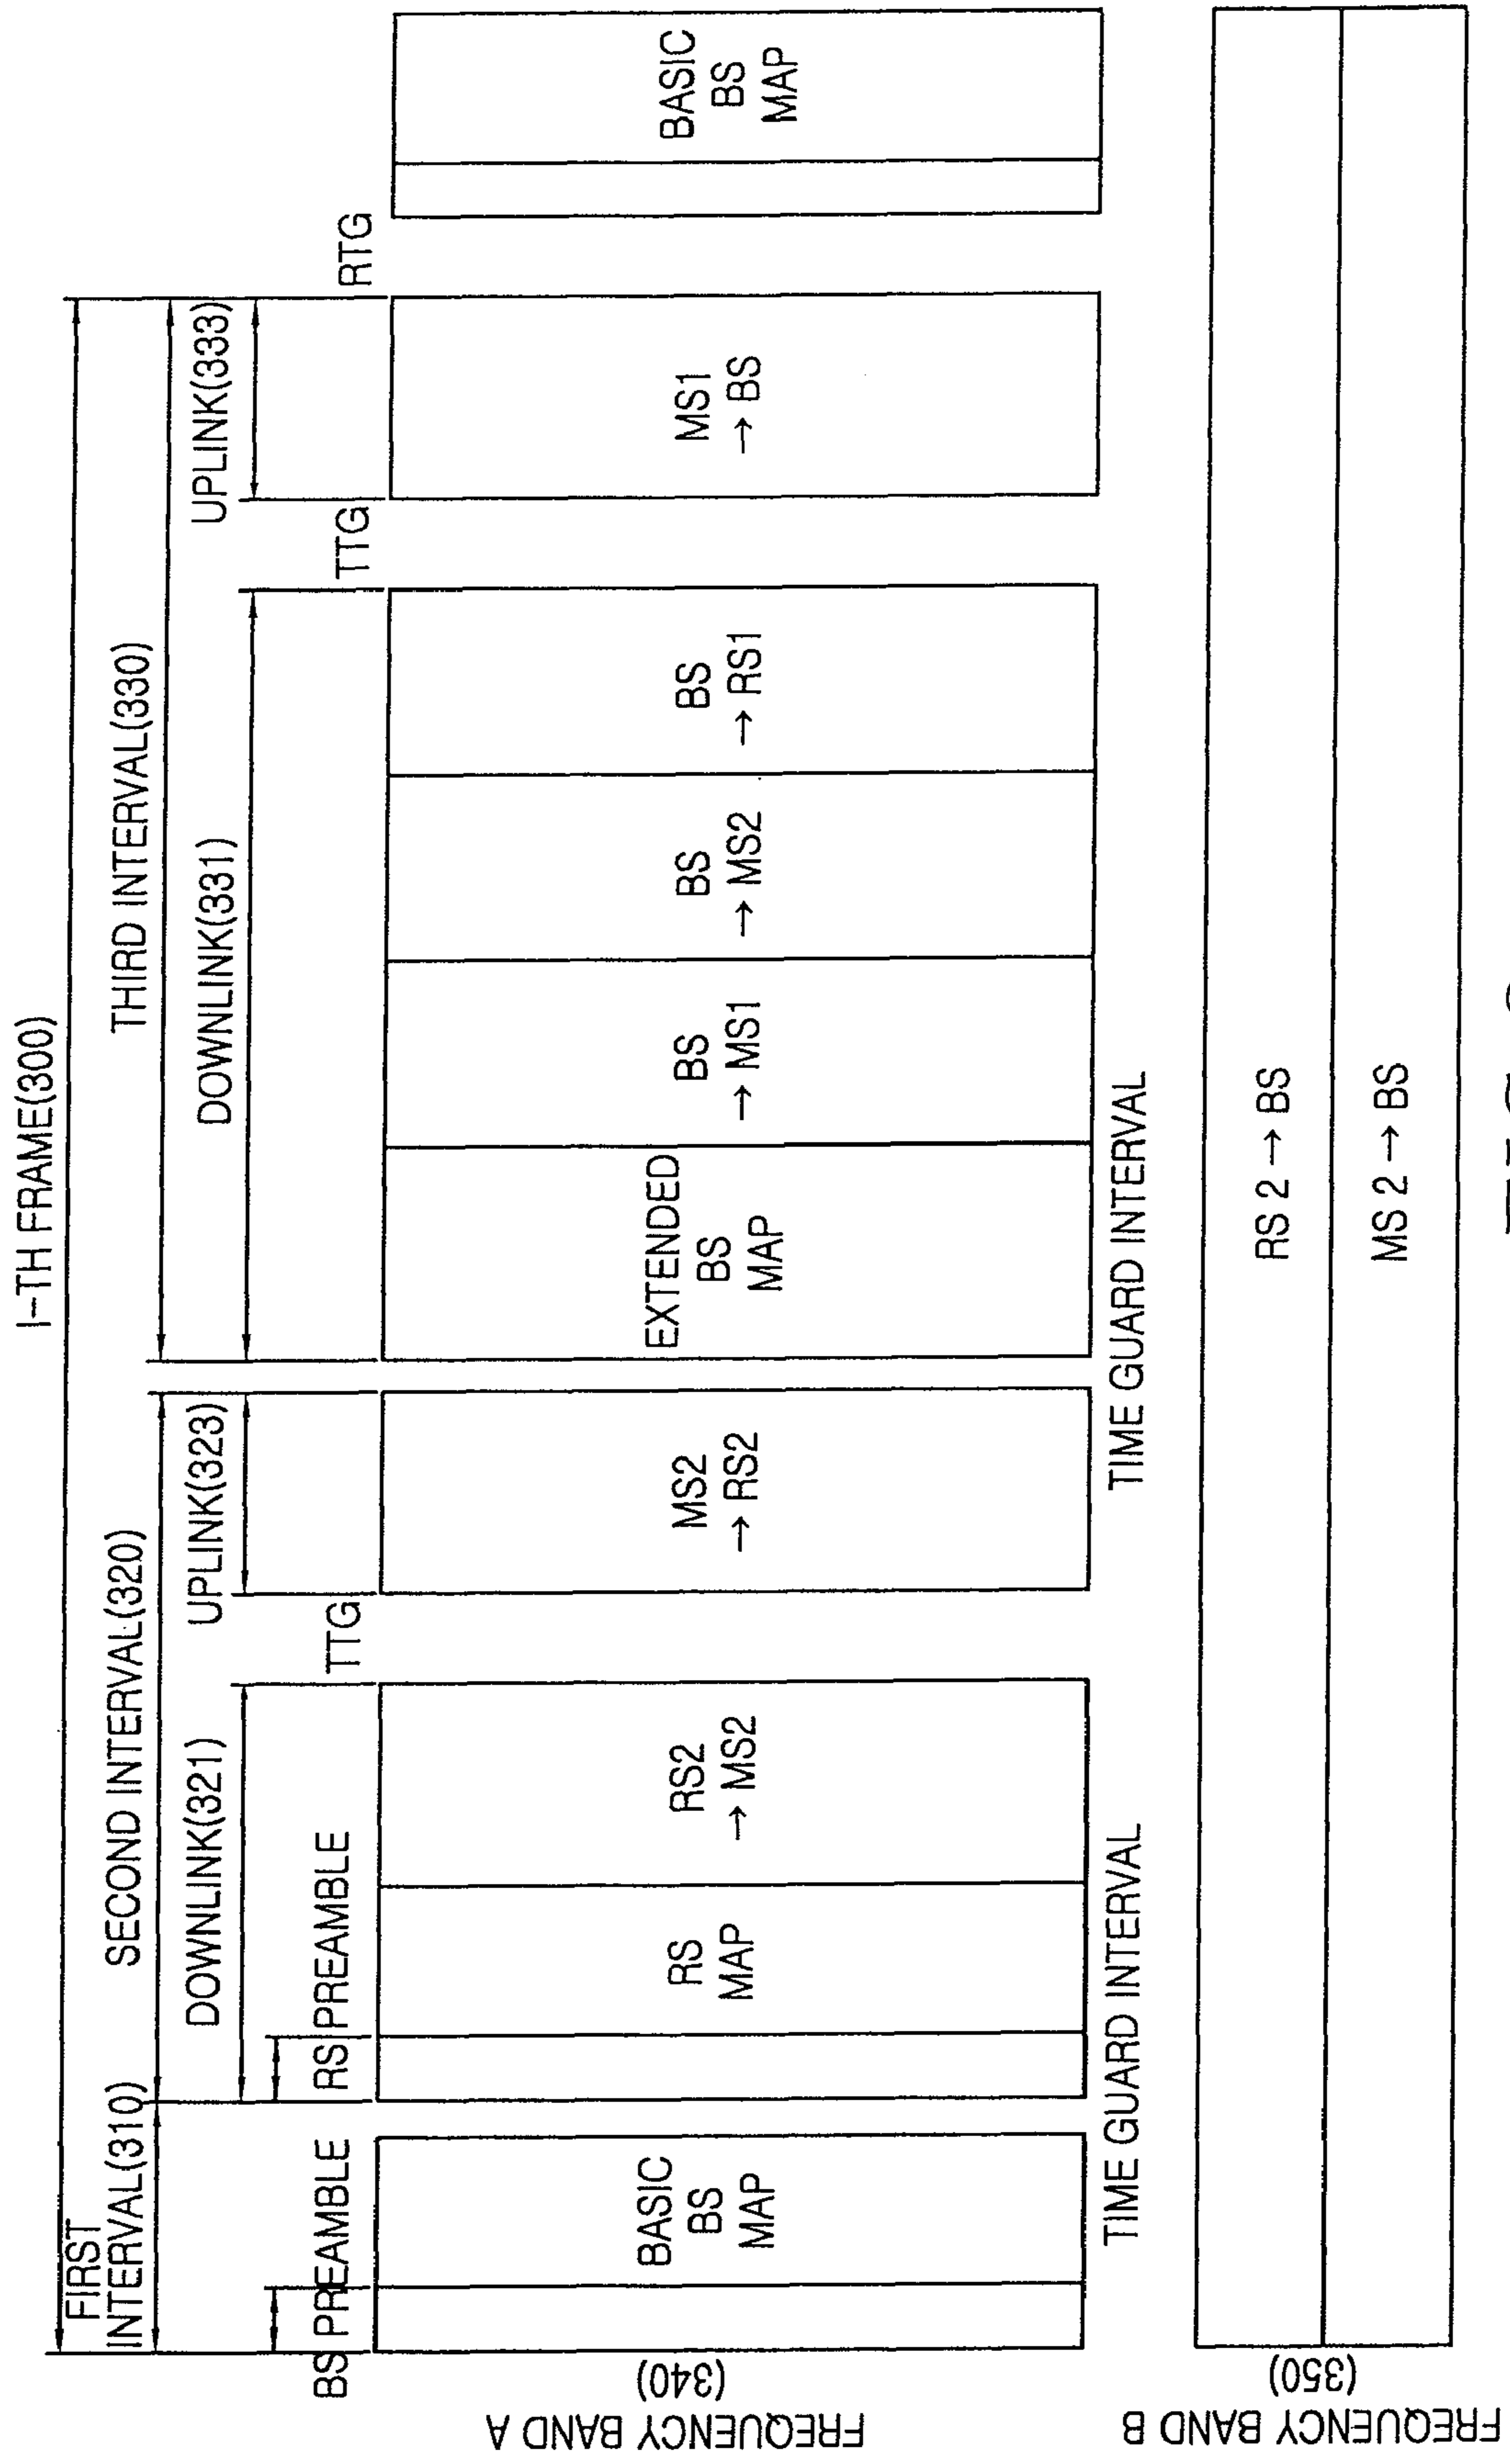 I-TH FRAME(300)
FIRST
INTERVAL(310)
SECOND INTERVAL(320)
THIRD INTERVAL(330)
DOWNLINK(321)
UPLINK(323)
DOWNLINK(331)
UPLINK(333)
BS PREAMBLE
RS PREAMBLE
TTG
TTG
RTG
FREQUENCY BAND A
(340)
BASIC
BS
MAP
RS
MAP
RS2
→ MS2
MS2
→ RS2
EXTENDED
BS
MAP
BS
→ MS1
BS
→ MS2
BS
→ RS1
MS1
→ BS
BASIC
BS
MAP
TIME GUARD INTERVAL
TIME GUARD INTERVAL
FREQUENCY BAND B
(350)
RS 2 → BS
MS 2 → BS